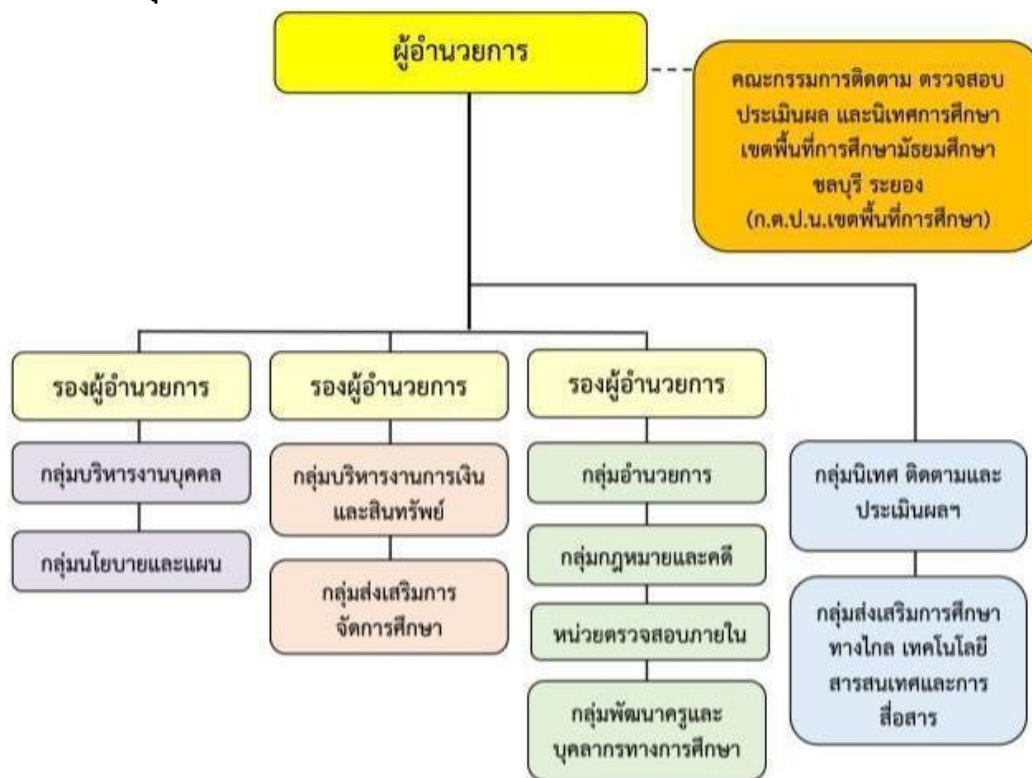 ผู้อำนวยการ
คณะกรรมการติดตาม ตรวจสอบ
ประเมินผล และนิเทศการศึกษา
เขตพื้นที่การศึกษามัธยมศึกษา
ชลบุรี ระยอง
(ก.ต.ป.น.เขตพื้นที่การศึกษา)
รองผู้อำนวยการ
กลุ่มบริหารงานบุคคล
กลุ่มนโยบายและแผน
รองผู้อำนวยการ
กลุ่มบริหารงานการเงิน
และสินทรัพย์
กลุ่มส่งเสริมการ
จัดการศึกษา
รองผู้อำนวยการ
กลุ่มอำนวยการ
กลุ่มกฎหมายและคดี
หน่วยตรวจสอบภายใน
กลุ่มพัฒนาครูและ
บุคลากรทางการศึกษา
กลุ่มนิเทศ ติดตามและ
ประเมินผลฯ
กลุ่มส่งเสริมการศึกษา
ทางไกล เทคโนโลยี
สารสนเทศและการ
สื่อสาร